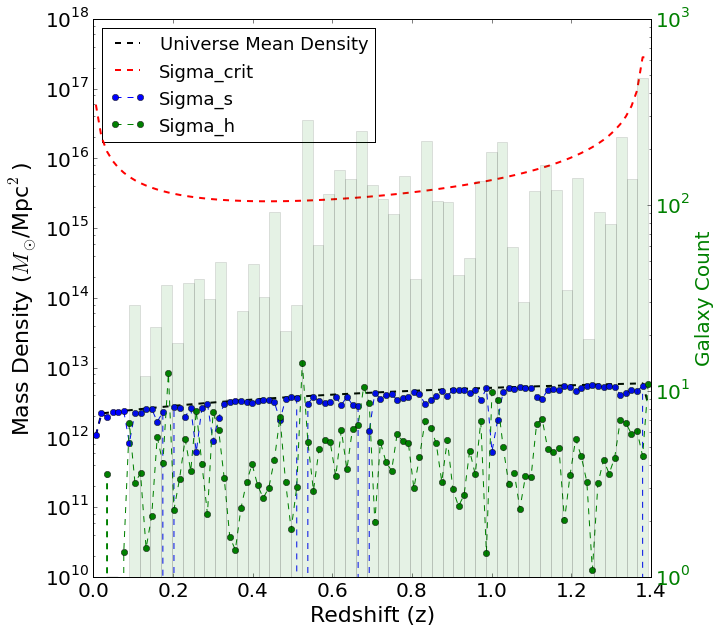 Universe Mean Density
Sigma_crit
Sigma_s
Sigma_h
10^18
10^17
10^16
10^15
10^14
10^13
10^12
10^11
10^10
Mass Density (M_⊙/Mpc^2)
10^3
10^2
10^1
10^0
Galaxy Count
0.0 0.2 0.4 0.6 0.8 1.0 1.2 1.4
Redshift (z)